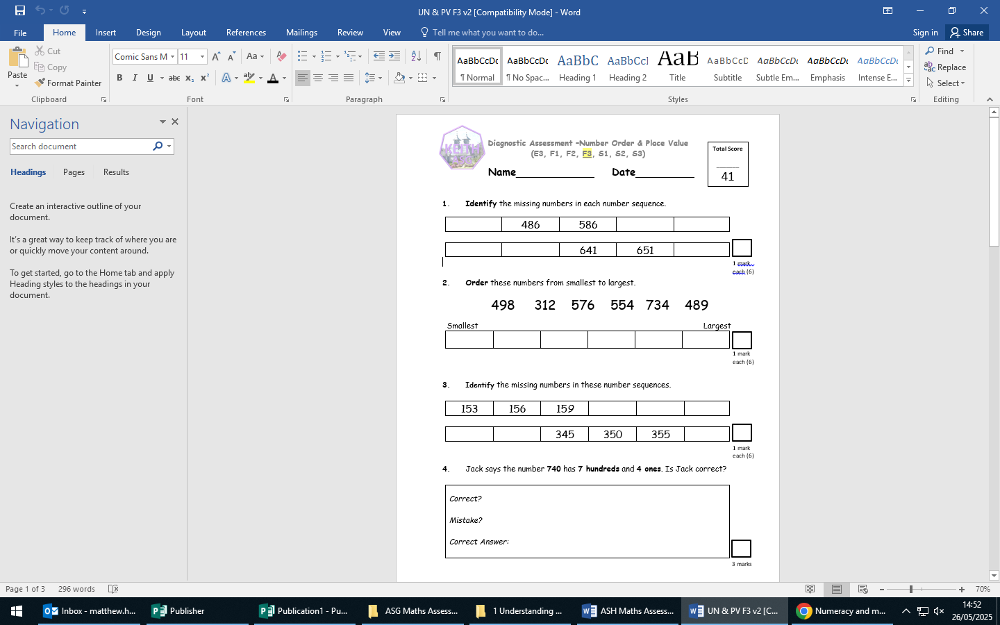 UN & PV F3 v2 [Compatibility Mode] - Word
File Home Insert Design Layout References Mailings Review View Tell me what you want to do... Sign in Share
Paste
Cut
Copy
Format Painter
Clipboard
Comic Sans M 11
Font
Paragraph
AaBbCcDc AaBbCcDc AaBbC AaBbCcI AaB AaBbCcD AaBbCcDc AaBbCcDc AaBbCcDc
¶ Normal ¶ No Spac... Heading 1 Heading 2 Title Subtitle Subtle Em... Emphasis Intense E...
Styles
Find
Replace
Select
Editing
Navigation
Search document
Headings Pages Results
Create an interactive outline of your
document.
It's a great way to keep track of where you are
or quickly move your content around.
To get started, go to the Home tab and apply
Heading styles to the headings in your
document.
KEITH
Diagnostic Assessment –Number Order & Place Value
(E3, F1, F2, F3, S1, S2, S3)
Name______________ Date__________
Total Score
41
1. Identify the missing numbers in each number sequence.
486 586
641 651
1 mark
each (6)
2. Order these numbers from smallest to largest.
498 312 576 554 734 489
Smallest Largest
1 mark
each (6)
3. Identify the missing numbers in these number sequences.
153 156 159
345 350 355
1 mark
each (6)
4. Jack says the number 740 has 7 hundreds and 4 ones. Is Jack correct?
Correct?
Mistake?
Correct Answer:
3 marks
Page 1 of 3 296 words 70%
Inbox - matthew.h... Publisher Publication1 - Pu... ASG Maths Assess... 1 Understanding ... ASH Maths Assess... UN & PV F3 v2 [C... Numeracy and m...
14:52
26/05/2025